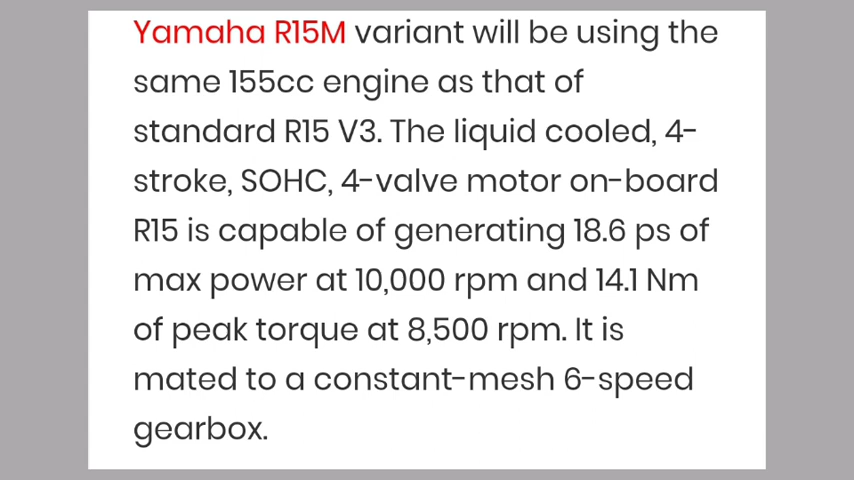 Yamaha R15M variant will be using the
same 155cc engine as that of
standard R15 V3. The liquid cooled, 4-
stroke, SOHC, 4-valve motor on-board
R15 is capable of generating 18.6 ps of
max power at 10,000 rpm and 14.1 Nm
of peak torque at 8,500 rpm. It is
mated to a constant-mesh 6-speed
gearbox.